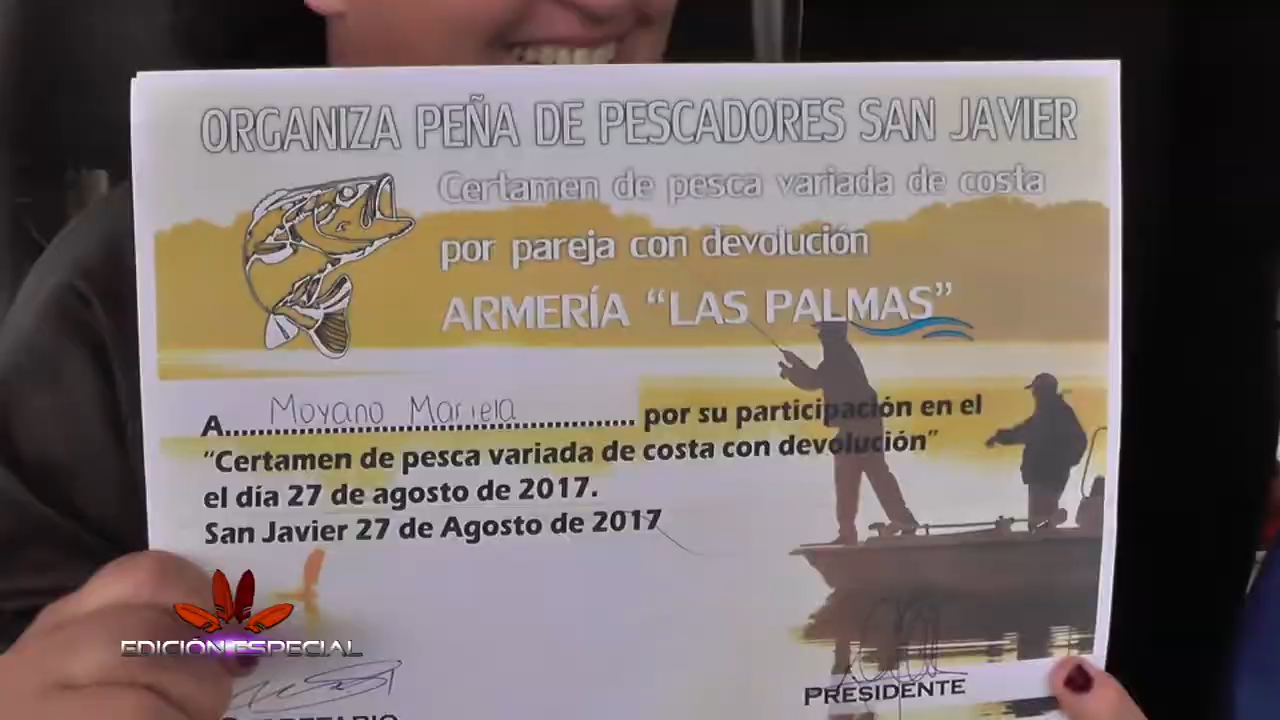 ORGANIZA PEÑA DE PESCADORES SAN JAVIER
Certamen de pesca variada de costa
por pareja con devolución
ARMERÍA “LAS PALMAS”
A Moyano Mariela por su participación en el
“Certamen de pesca variada de costa con devolución”
el día 27 de agosto de 2017.
San Javier 27 de Agosto de 2017
EDICIÓN ESPECIAL
PRESIDENTE
SECRETARIO